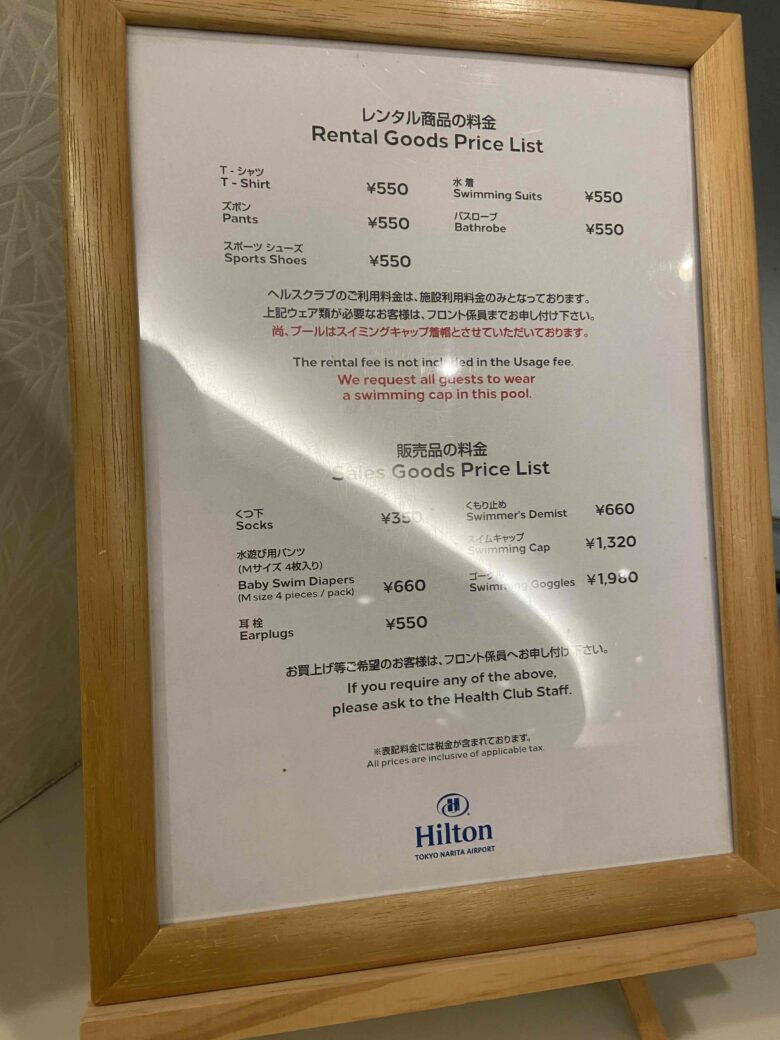 レンタル商品の料金
Rental Goods Price List
T - シャツ
T - Shirt ¥550
ズボン
Pants ¥550
スポーツ シューズ
Sports Shoes ¥550
水 着
Swimming Suits ¥550
バスローブ
Bathrobe ¥550
ヘルスクラブのご利用料金は、施設利用料金のみとなっております。
上記ウェア類が必要なお客様は、フロント係員までお申し付け下さい。
尚、プールはスイミングキャップ着帽とさせていただいております。
The rental fee is not included in the Usage fee.
We request all guests to wear
a swimming cap in this pool.
販売品の料金
Sales Goods Price List
くつ下
Socks ¥350
水遊び用パンツ
(Mサイズ 4枚入り)
Baby Swim Diapers ¥660
(M size 4 pieces / pack)
耳 栓
Earplugs ¥550
くもり止め
Swimmer's Demist ¥660
スイムキャップ
Swimming Cap ¥1,320
ゴーグル
Swimming Goggles ¥1,980
お買上げ等ご希望のお客様は、フロント係員へお申し付け下さい。
If you require any of the above,
please ask to the Health Club Staff.
※表記料金には税金が含まれております。
All prices are inclusive of applicable tax.
H
Hilton
TOKYO NARITA AIRPORT